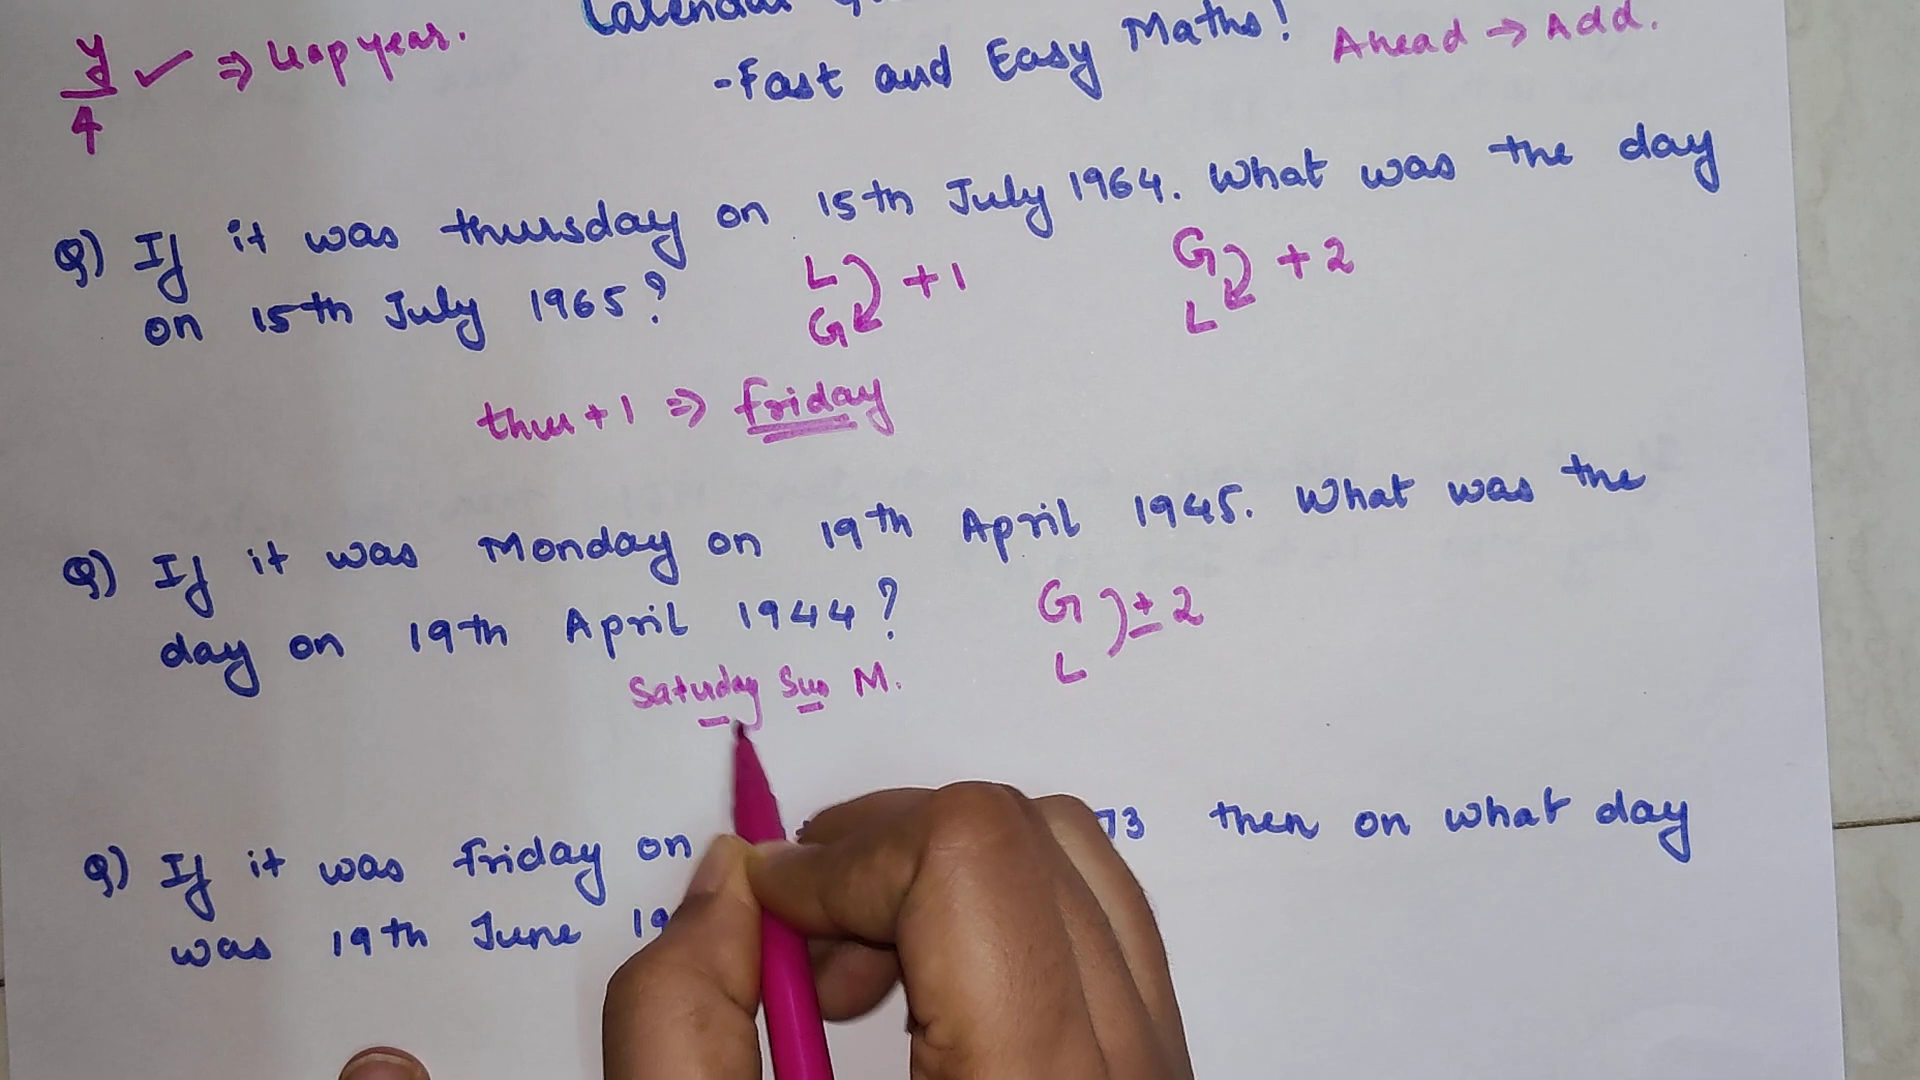 y/4 ✓ ⇒ Leap year.
Calendar
- Fast and Easy Maths!
Ahead → Add.
Q) If it was thursday on 15th July 1964. What was the day
on 15th July 1965?
L
G
+1
G
L
+2
thur + 1 ⇒ friday
Q) If it was Monday on 19th April 1945. What was the
day on 19th April 1944?
G
L
± 2
Saturday Sun M.
Q) If it was friday on 73 then on what day
was 19th June 19